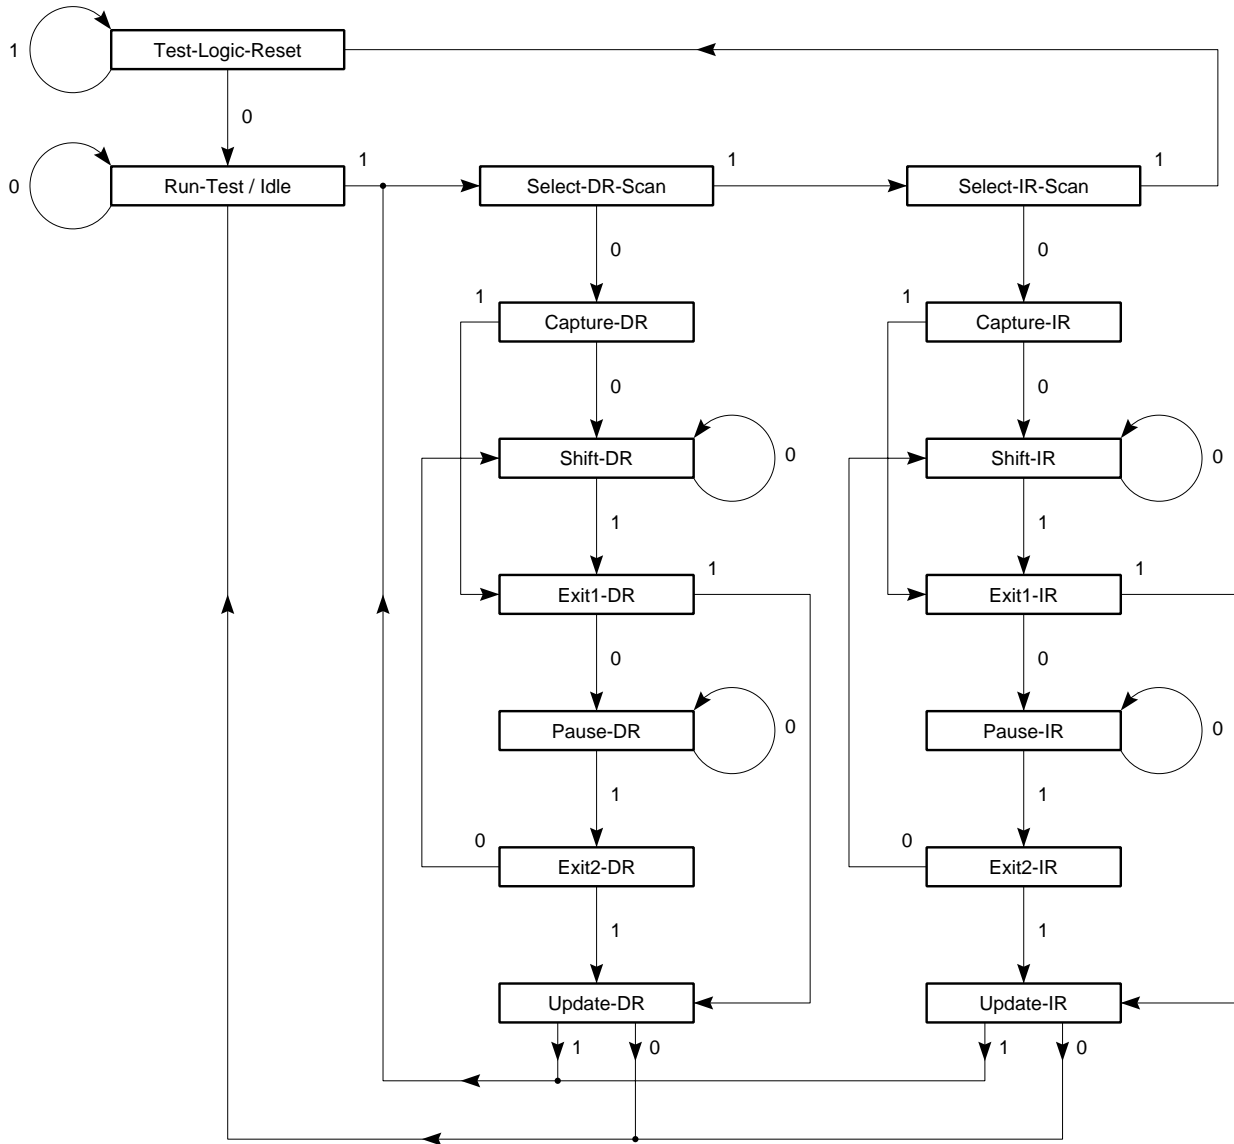 Test-Logic-Reset
1
0
Run-Test / Idle
0
1
Select-DR-Scan
1
Select-IR-Scan
1
0
0
1
Capture-DR
1
Capture-IR
0
0
Shift-DR
0
Shift-IR
0
1
1
Exit1-DR
1
Exit1-IR
1
0
0
Pause-DR
0
Pause-IR
0
1
1
0
Exit2-DR
0
Exit2-IR
1
1
Update-DR
Update-IR
1
0
1
0